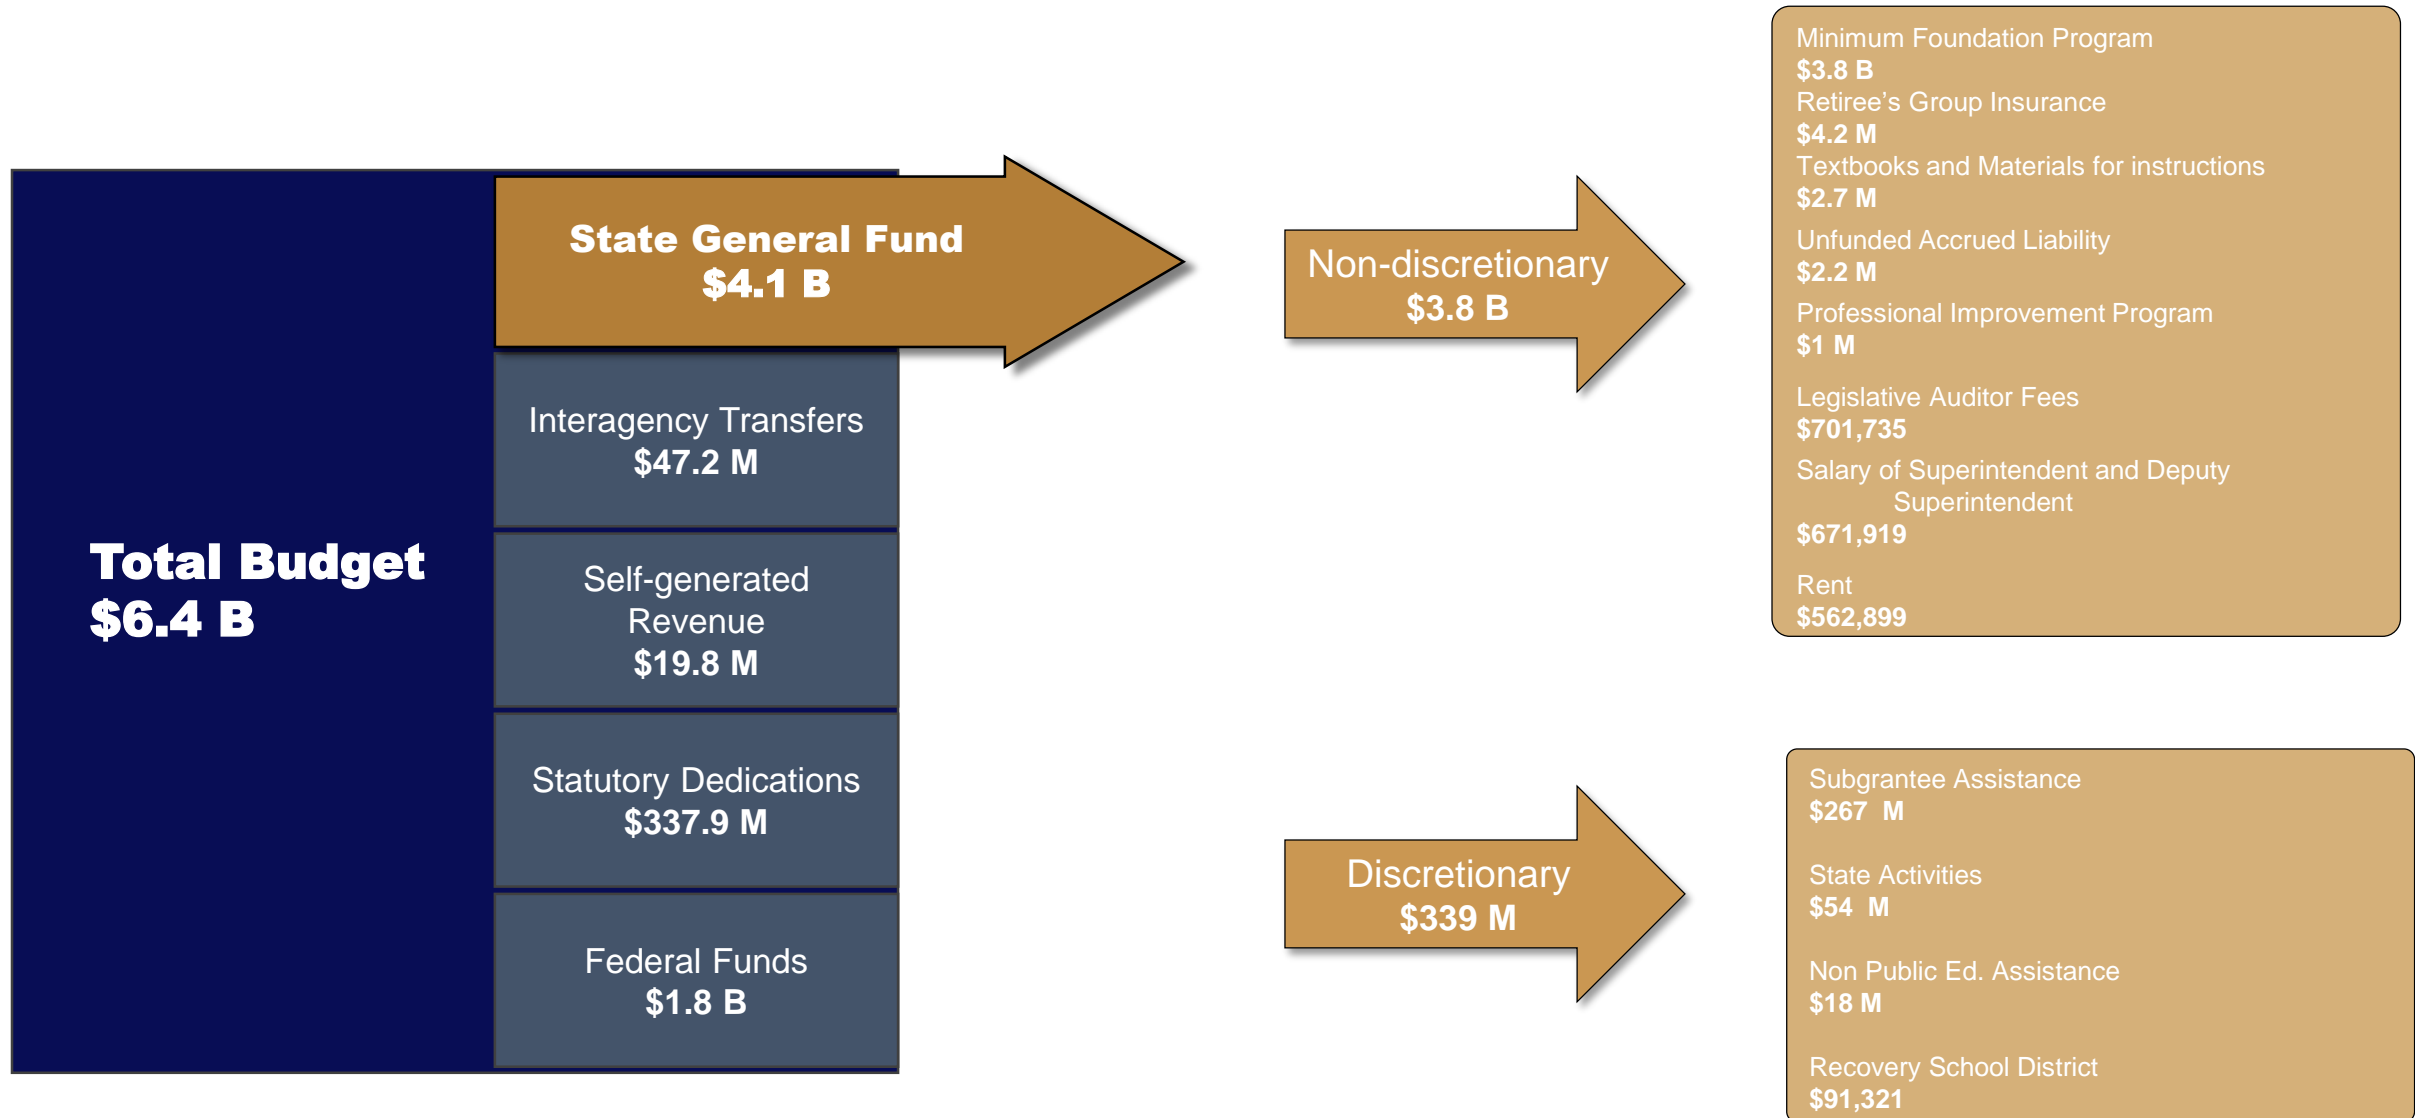 Total Budget
$6.4 B
State General Fund
$4.1 B
Interagency Transfers
$47.2 M
Self-generated
Revenue
$19.8 M
Statutory Dedications
$337.9 M
Federal Funds
$1.8 B
Non-discretionary
$3.8 B
Minimum Foundation Program
$3.8 B
Retiree’s Group Insurance
$4.2 M
Textbooks and Materials for instructions
$2.7 M
Unfunded Accrued Liability
$2.2 M
Professional Improvement Program
$1 M
Legislative Auditor Fees
$701,735
Salary of Superintendent and Deputy
Superintendent
$671,919
Rent
$562,899
Discretionary
$339 M
Subgrantee Assistance
$267  M
State Activities
$54  M
Non Public Ed. Assistance
$18 M
Recovery School District
$91,321